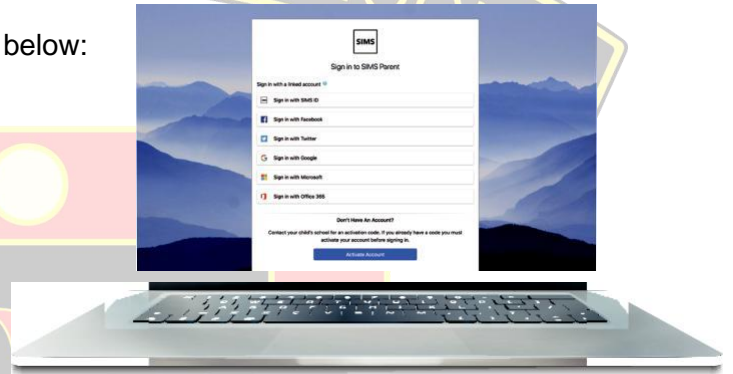 below:
SIMS
Sign in to SIMS Parent
Sign in with a linked account
Sign in with SIMS ID
Sign in with Facebook
Sign in with Twitter
Sign in with Google
Sign in with Microsoft
Sign in with Office 365
Don't Have An Account?
Contact your child's school for an activation code. If you already have a code you must
activate your account before signing in.
Activate Account